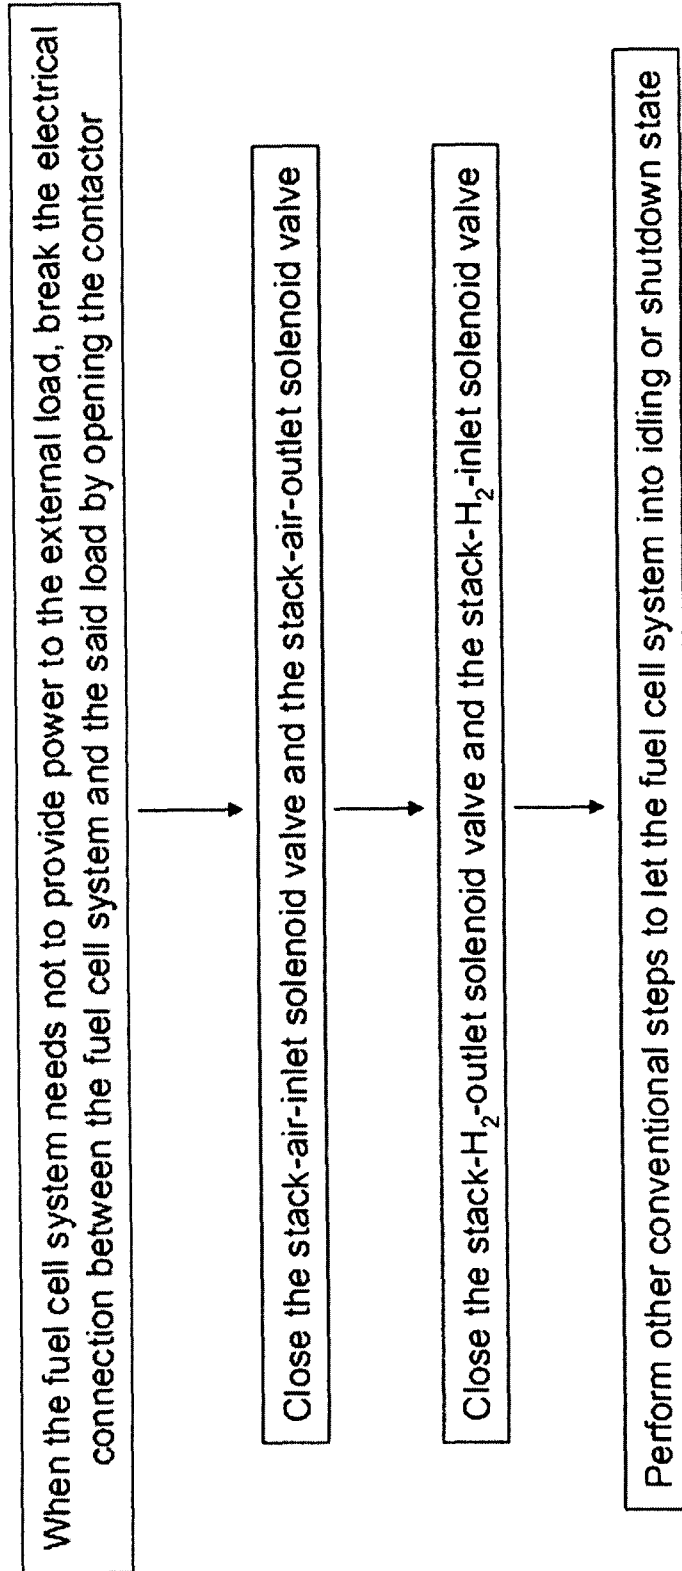 When the fuel cell system needs not to provide power to the external load, break the electrical
connection between the fuel cell system and the said load by opening the contactor
Close the stack-air-inlet solenoid valve and the stack-air-outlet solenoid valve
Close the stack-H₂-outlet solenoid valve and the stack-H₂-inlet solenoid valve
Perform other conventional steps to let the fuel cell system into idling or shutdown state